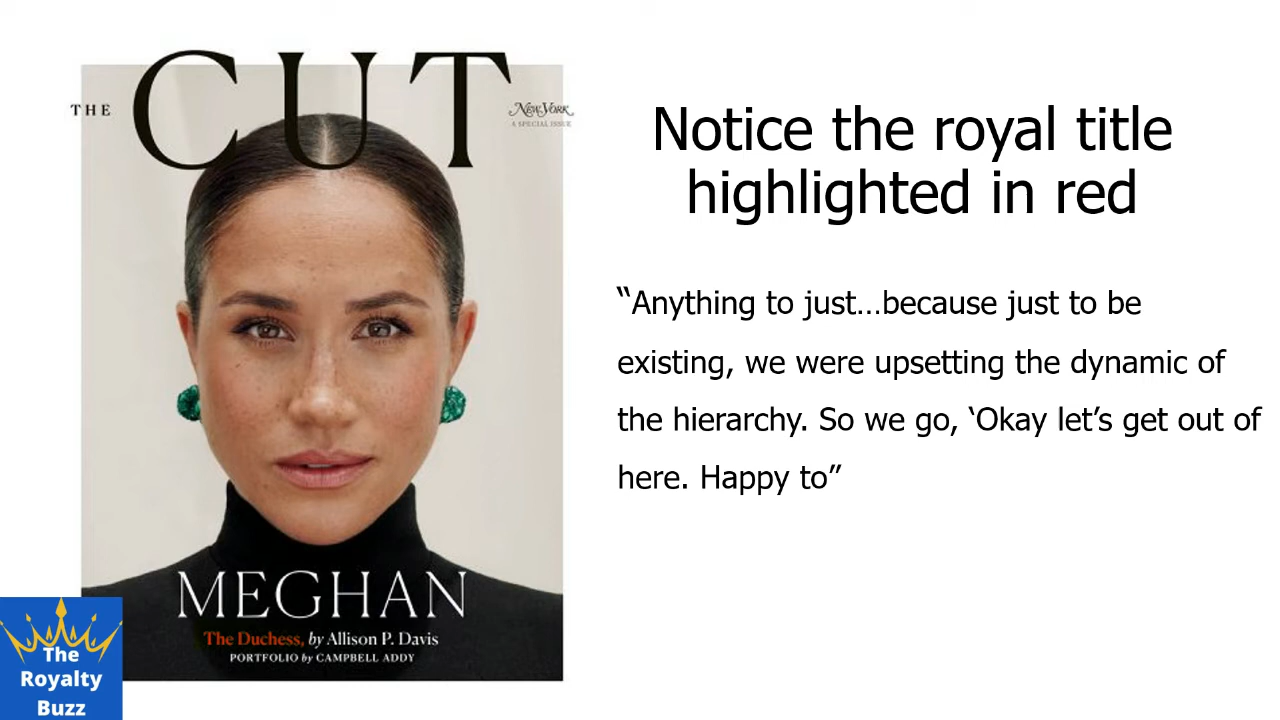 THE CUT
New York
A SPECIAL ISSUE
MEGHAN
The Duchess, by Allison P. Davis
PORTFOLIO by CAMPBELL ADDY
The
Royalty
Buzz
Notice the royal title
highlighted in red
“Anything to just…because just to be
existing, we were upsetting the dynamic of
the hierarchy. So we go, ‘Okay let’s get out of
here. Happy to”